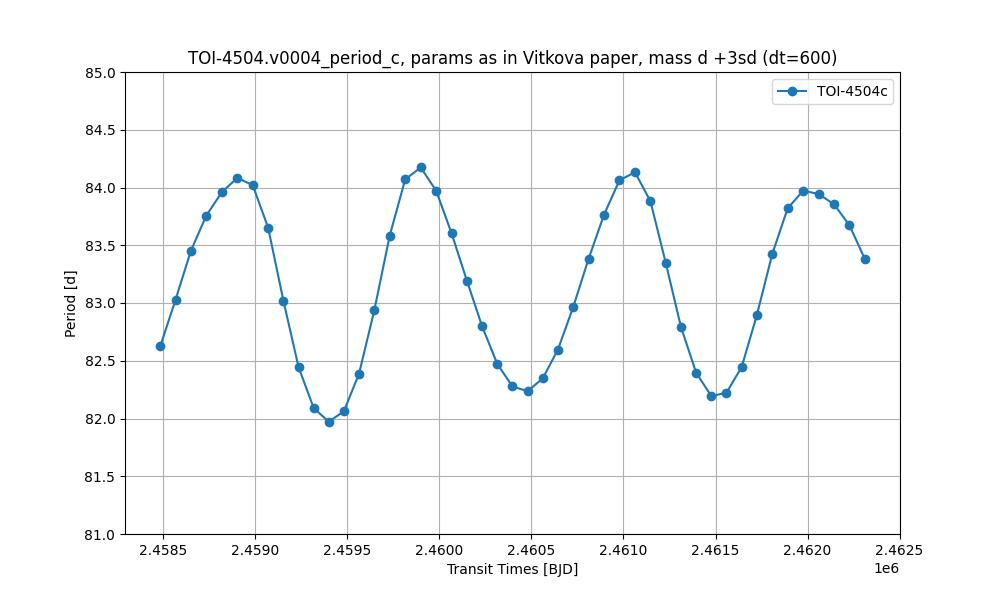 TOI-4504.v0004_period_c, params as in Vitkova paper, mass d +3sd (dt=600)
TOI-4504c
85.0
84.5
84.0
83.5
83.0
82.5
82.0
81.5
81.0
Period [d]
2.4585 2.4590 2.4595 2.4600 2.4605 2.4610 2.4615 2.4620 2.4625
1e6
Transit Times [BJD]